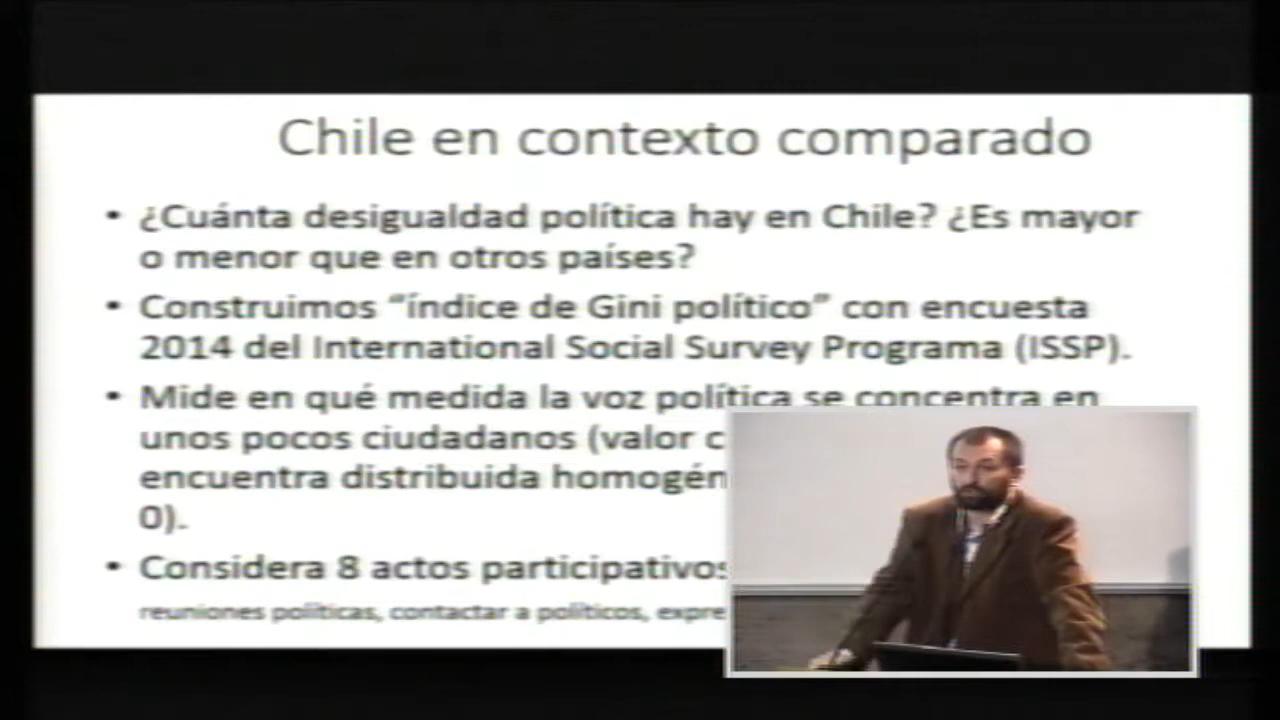 Chile en contexto comparado
• ¿Cuánta desigualdad política hay en Chile? ¿Es mayor
o menor que en otros países?
• Construimos “índice de Gini político” con encuesta
2014 del International Social Survey Programa (ISSP).
• Mide en qué medida la voz política se concentra en
unos pocos ciudadanos (valor
encuentra distribuida
0).
• Considera 8 actos participativos
reuniones políticas, contactar a políticos,